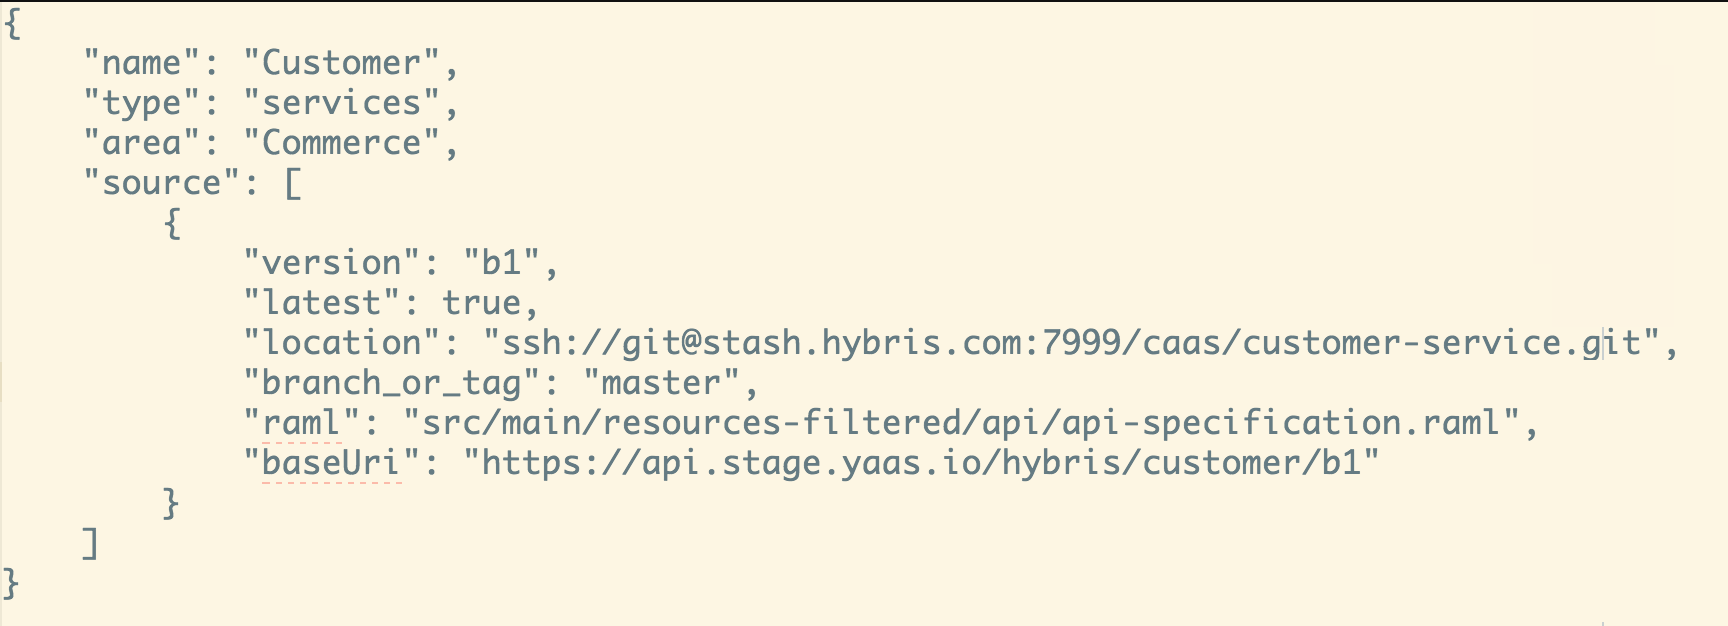 {
"name": "Customer",
"type": "services",
"area": "Commerce",
"source": [
{
"version": "b1",
"latest": true,
"location": "ssh://git@stash.hybris.com:7999/caas/customer-service.git",
"branch_or_tag": "master",
"raml": "src/main/resources-filtered/api/api-specification.raml",
"baseUri": "https://api.stage.yaas.io/hybris/customer/b1"
}
]
}